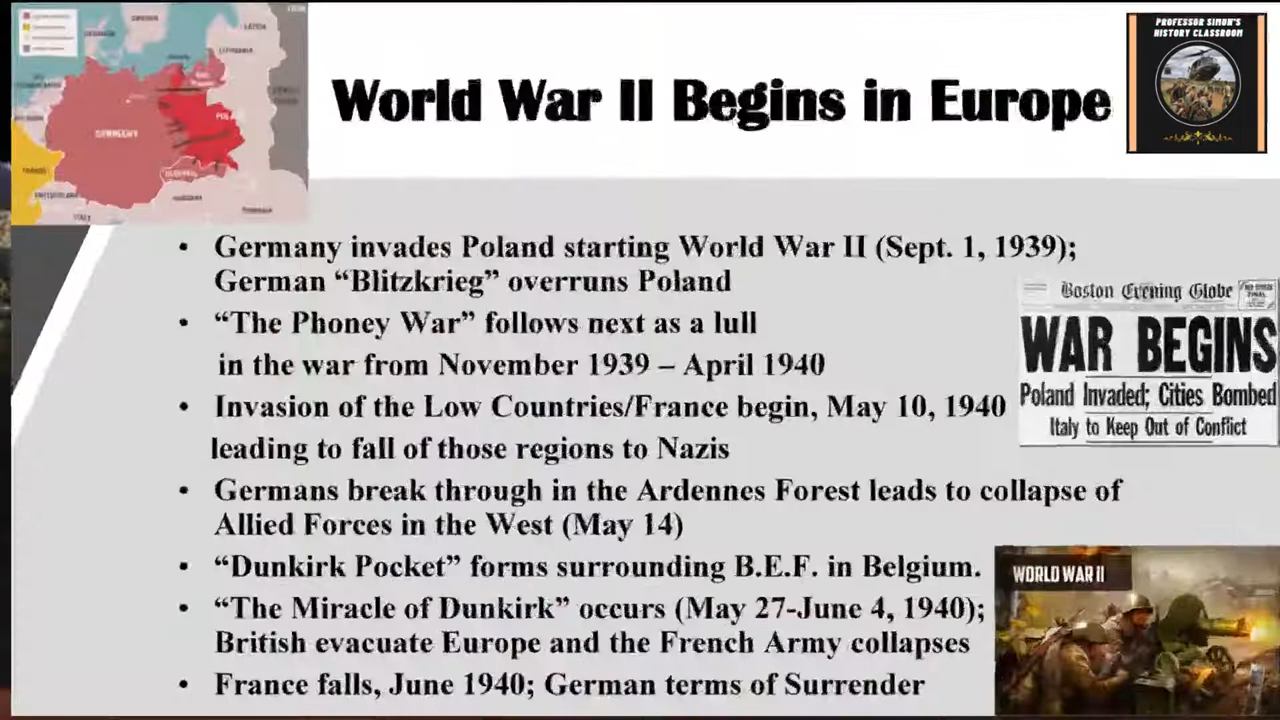 SWEDEN
LATVIA
LITHUANIA
GERMANY
World War II Begins in Europe
PROFESSOR SIMON'S
HISTORY CLASSROOM
• Germany invades Poland starting World War II (Sept. 1, 1939);
German “Blitzkrieg” overruns Poland
• “The Phoney War” follows next as a lull
in the war from November 1939 – April 1940
• Invasion of the Low Countries/France begin, May 10, 1940
leading to fall of those regions to Nazis
• Germans break through in the Ardennes Forest leads to collapse of
Allied Forces in the West (May 14)
• “Dunkirk Pocket” forms surrounding B.E.F. in Belgium.
• “The Miracle of Dunkirk” occurs (May 27-June 4, 1940);
British evacuate Europe and the French Army collapses
• France falls, June 1940; German terms of Surrender
Boston Evening Globe
WAR BEGINS
Poland Invaded; Cities Bombed
Italy to Keep Out of Conflict
WORLD WAR II